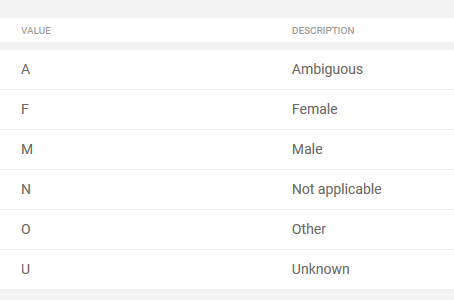 VALUE DESCRIPTION
A Ambiguous
F Female
M Male
N Not applicable
O Other
U Unknown